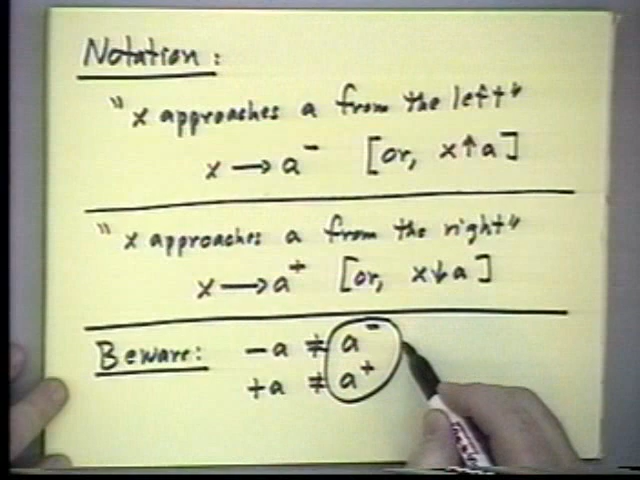 Notation:
"x approaches a from the left"
x → a⁻ [or, x↑a]
"x approaches a from the right"
x → a⁺ [or, x↓a]
Beware: -a ≠ a⁻
+a ≠ a⁺